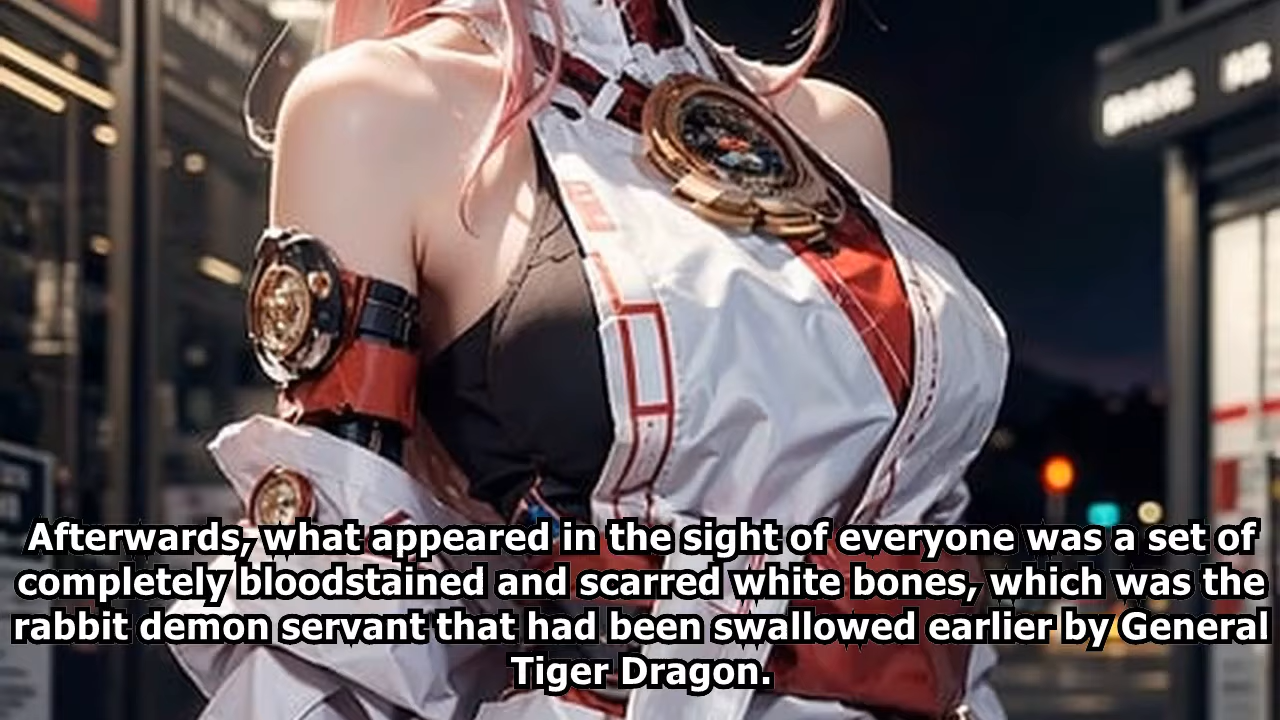 Afterwards, what appeared in the sight of everyone was a set of
completely bloodstained and scarred white bones, which was the
rabbit demon servant that had been swallowed earlier by General
Tiger Dragon.